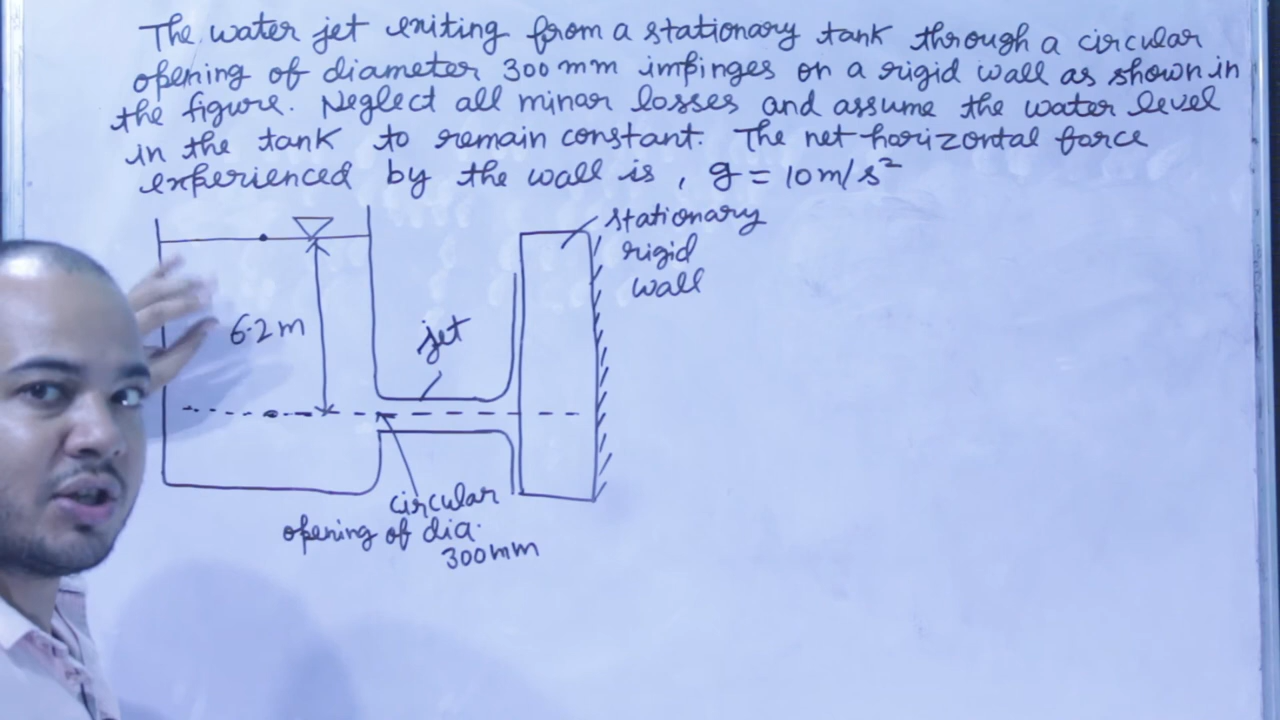 The water jet exiting from a stationary tank through a circular
opening of diameter 300 mm impinges on a rigid wall as shown in
the figure. Neglect all minor losses and assume the water level
in the tank to remain constant. The net horizontal force
experienced by the wall is, g = 10 m/s²
stationary
rigid
wall
6.2 m
jet
circular
opening of dia.
300 mm